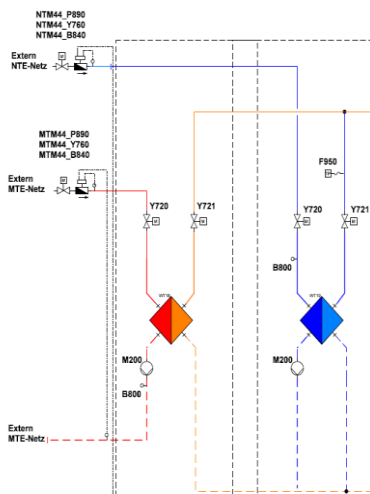 NTM44_P890
NTM44_Y760
NTM44_B840
Extern
NTE-Netz
M
MTM44_P890
MTM44_Y760
MTM44_B840
Extern
MTE-Netz
M
F950
M
Y720
Y721
Y720
Y721
M
M
M
M
B800
WT10
M200
M200
B800
Extern
MTE-Netz